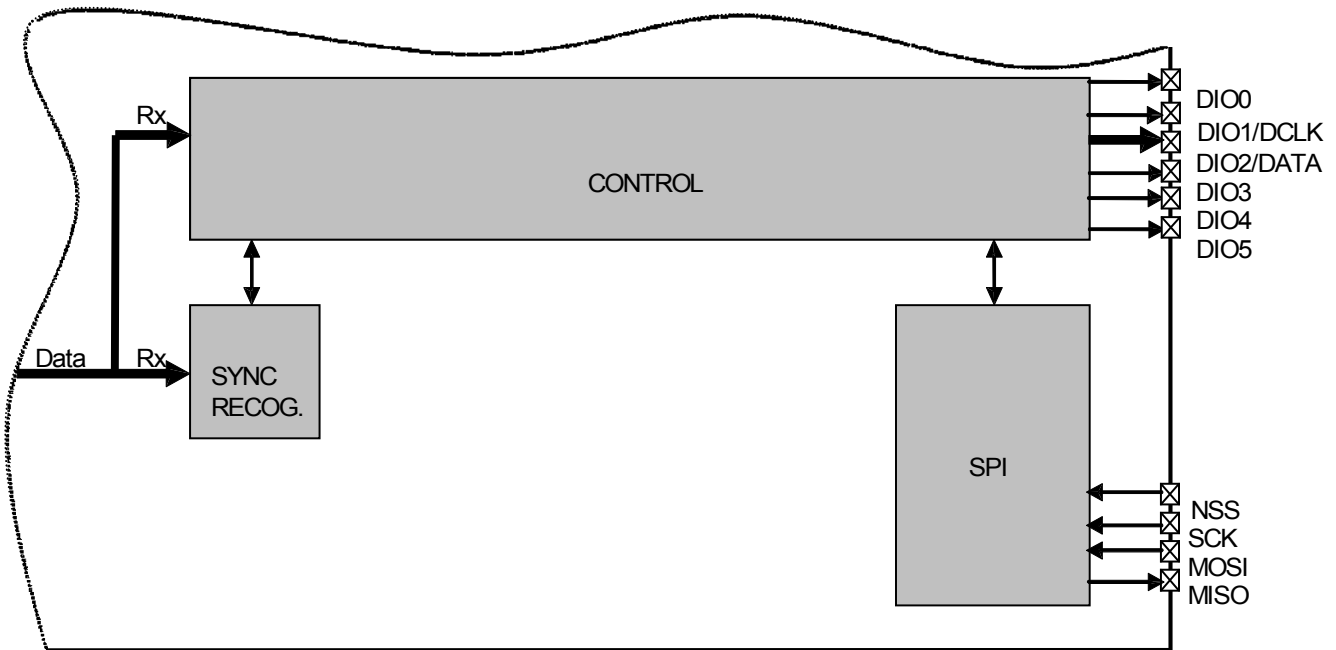 Rx
DIO0
DIO1/DCLK
DIO2/DATA
DIO3
DIO4
DIO5
CONTROL
Data
Rx
SYNC
RECOG.
SPI
NSS
SCK
MOSI
MISO